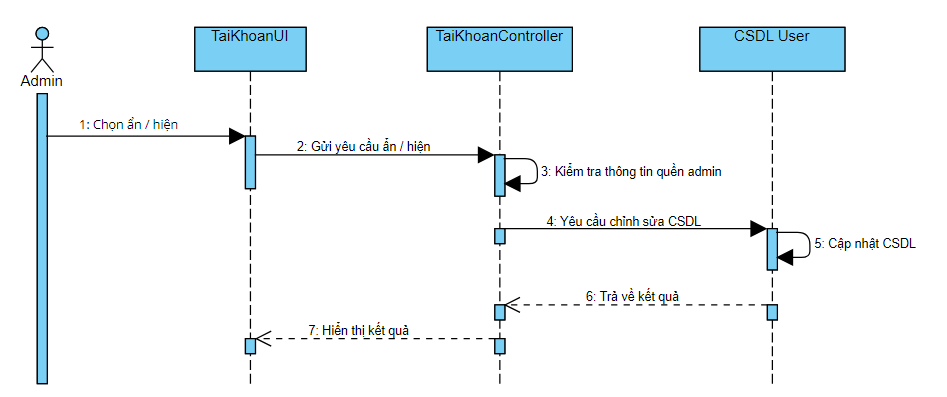 TaiKhoanUI
TaiKhoanController
CSDL User
Admin
1: Chọn ẩn / hiện
2: Gửi yêu cầu ẩn / hiện
3: Kiểm tra thông tin quền admin
4: Yêu cầu chỉnh sửa CSDL
5: Cập nhật CSDL
6: Trả về kết quả
7: Hiển thị kết quả